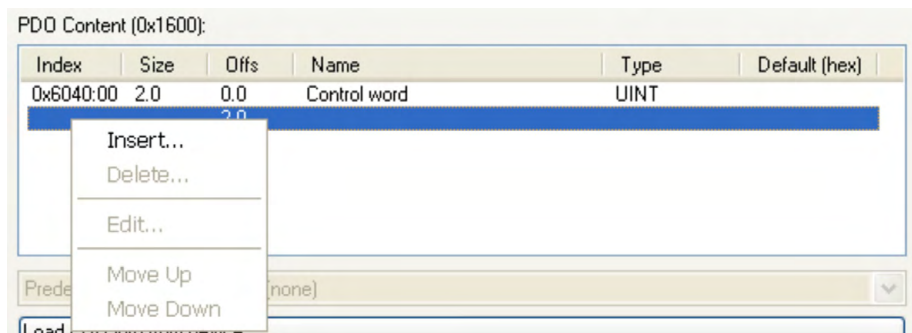 PDO Content (0x1600):
Index Size Offs Name Type Default (hex)
0x6040:00 2.0 0.0 Control word UINT
2.0
Insert...
Delete...
Edit...
Move Up
Move Down
(none)
Load